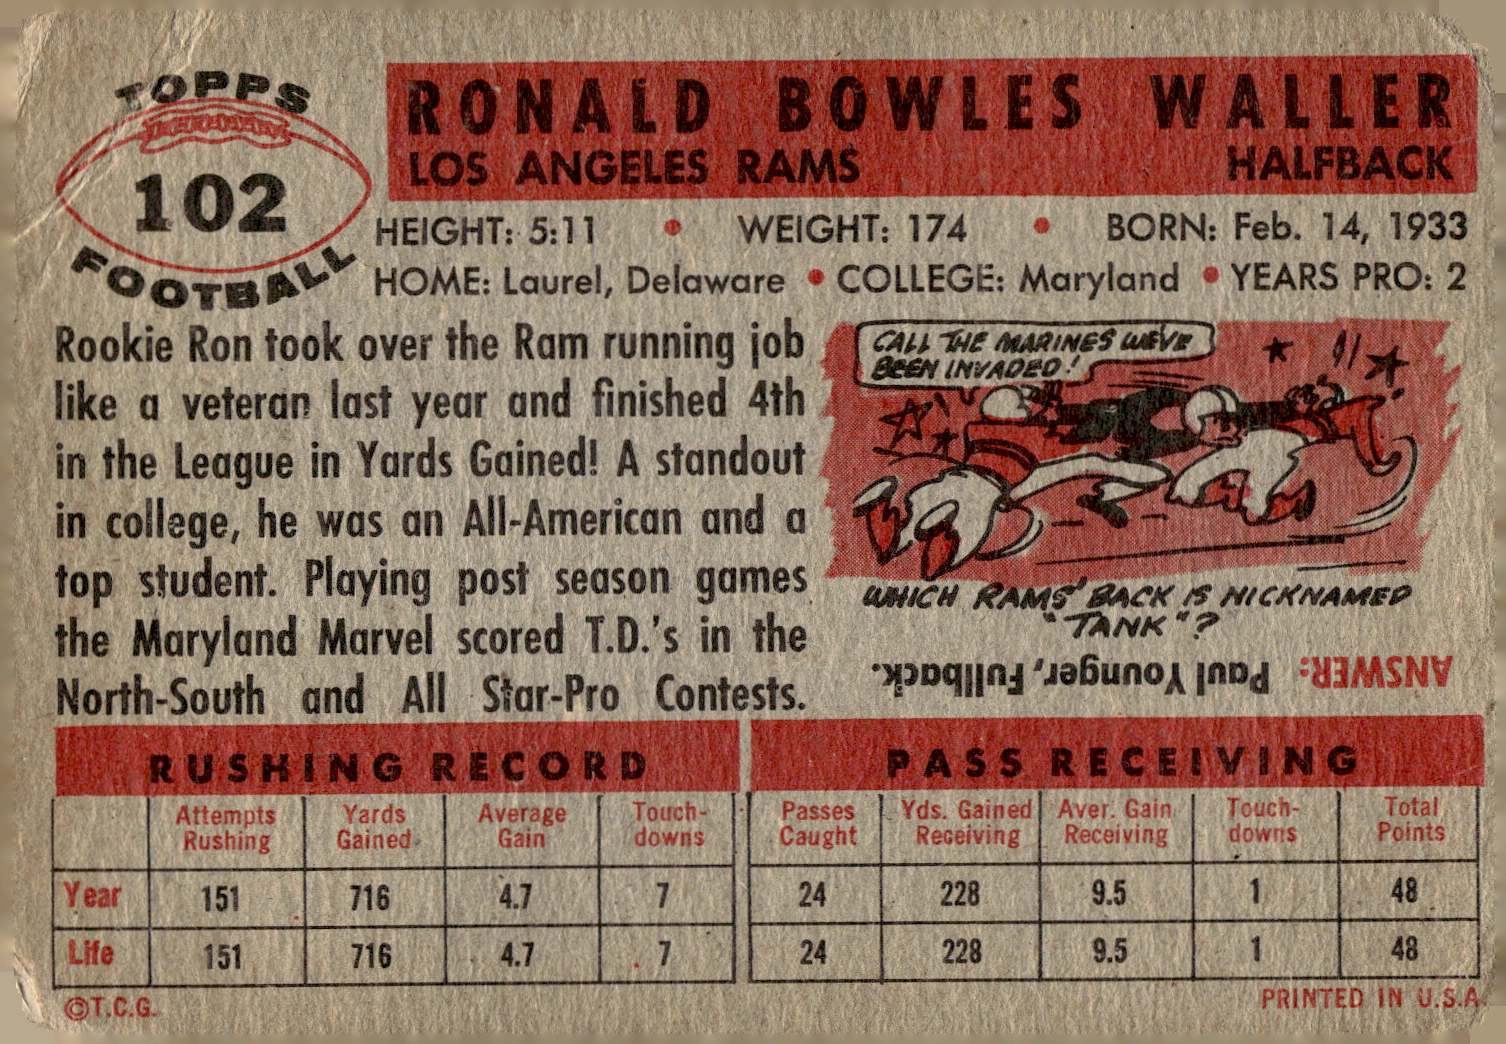 TOPPS
102
FOOTBALL
RONALD BOWLES WALLER
LOS ANGELES RAMS HALFBACK
HEIGHT: 5:11 • WEIGHT: 174 • BORN: Feb. 14, 1933
HOME: Laurel, Delaware • COLLEGE: Maryland • YEARS PRO: 2
Rookie Ron took over the Ram running job
like a veteran last year and finished 4th
in the League in Yards Gained! A standout
in college, he was an All-American and a
top student. Playing post season games
the Maryland Marvel scored T.D.'s in the
North-South and All Star-Pro Contests.
CALL THE MARINES WE'VE
BEEN INVADED!
WHICH RAMS' BACK IS NICKNAMED
"TANK"?
ANSWER: Paul Younger, Fullback.
RUSHING RECORD
Attempts Rushing Yards Gained Average Gain Touch-downs
Year 151 716 4.7 7
Life 151 716 4.7 7
PASS RECEIVING
Passes Caught Yds. Gained Receiving Aver. Gain Receiving Touch-downs Total Points
24 228 9.5 1 48
24 228 9.5 1 48
©T.C.G. PRINTED IN U.S.A